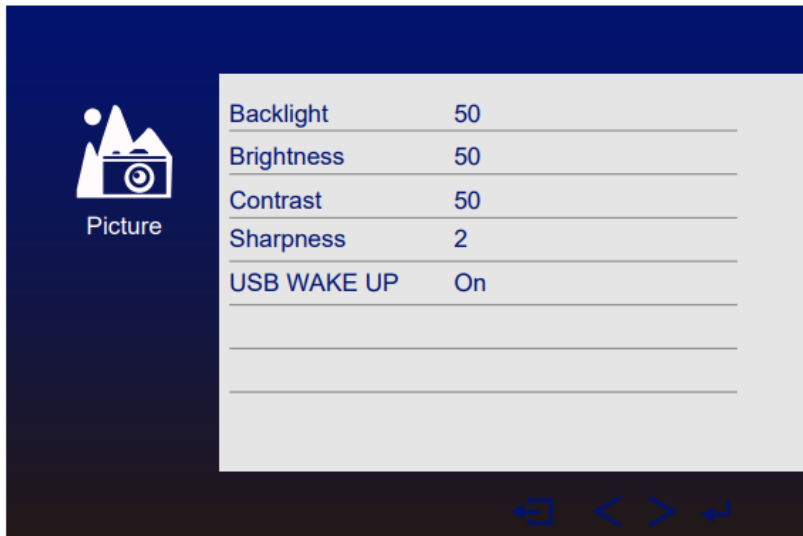 Picture
Backlight 50
Brightness 50
Contrast 50
Sharpness 2
USB WAKE UP On